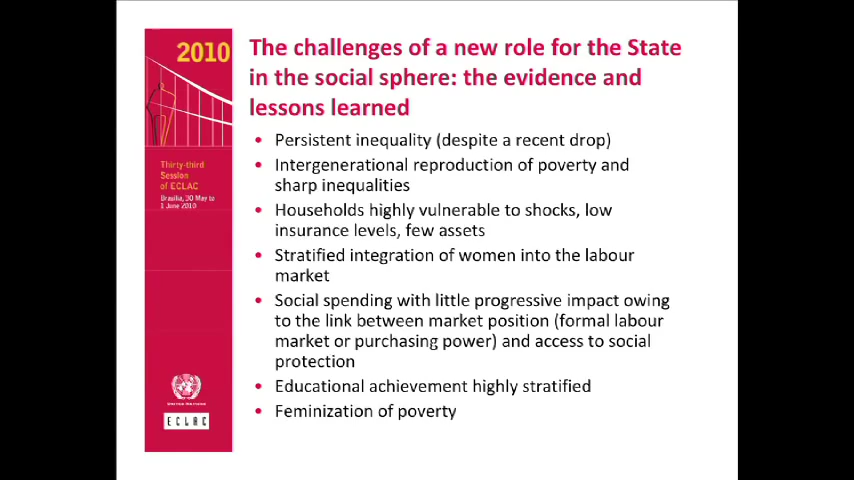 2010
Thirty-third
Session
of ECLAC
Brasilia, 30 May to
1 June 2010
UNITED NATIONS
ECLAC
The challenges of a new role for the State
in the social sphere: the evidence and
lessons learned
• Persistent inequality (despite a recent drop)
• Intergenerational reproduction of poverty and
sharp inequalities
• Households highly vulnerable to shocks, low
insurance levels, few assets
• Stratified integration of women into the labour
market
• Social spending with little progressive impact owing
to the link between market position (formal labour
market or purchasing power) and access to social
protection
• Educational achievement highly stratified
• Feminization of poverty